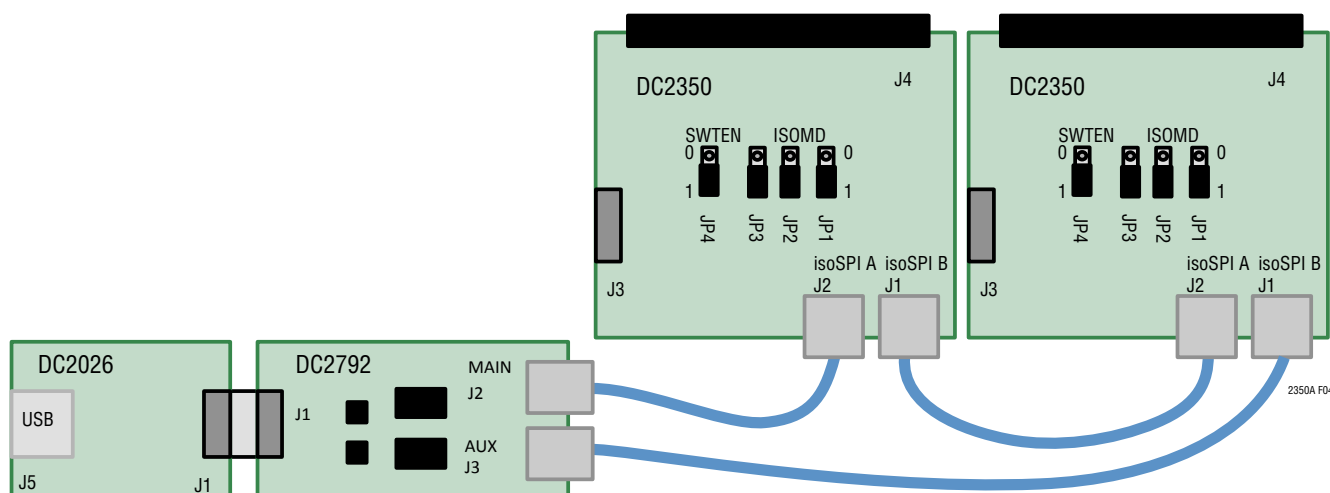 DC2350
J4
SWTEN ISOMD
0 0
1 1
JP4 JP3 JP2 JP1
isoSPI A isoSPI B
J3 J2 J1
DC2350
J4
SWTEN ISOMD
0 0
1 1
JP4 JP3 JP2 JP1
isoSPI A isoSPI B
J3 J2 J1
2350A F04
DC2026
USB
J5 J1
DC2792
MAIN
J2
J1
AUX
J3